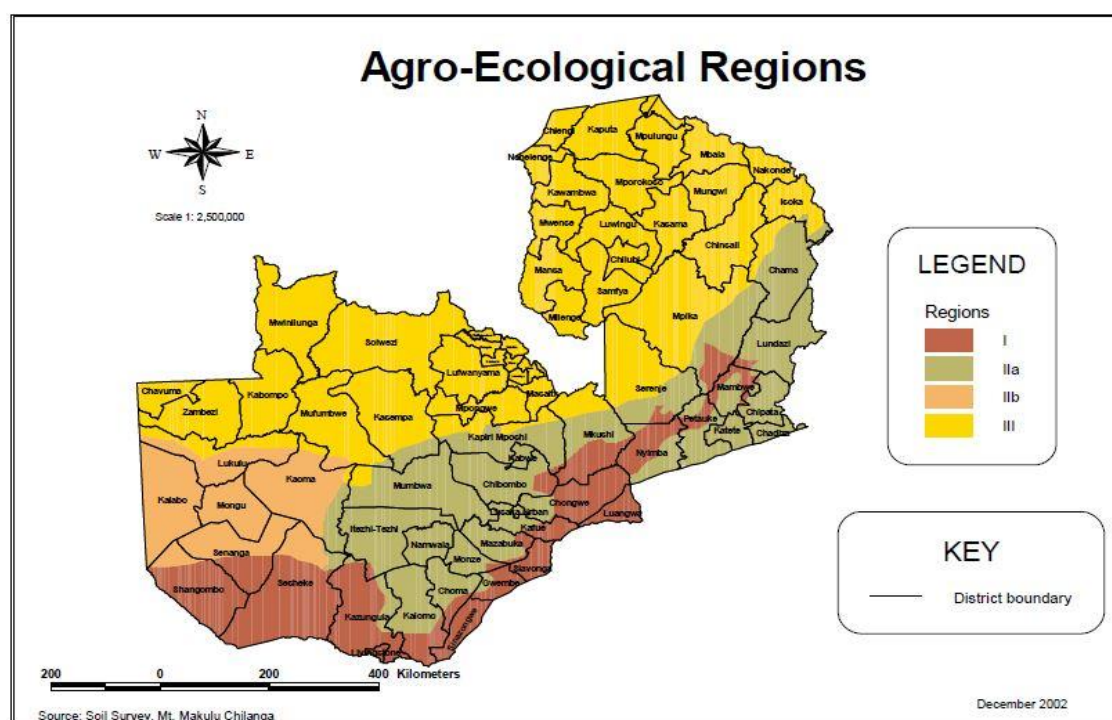 Agro-Ecological Regions
N
W E
S
Scale 1: 2,500,000
Chiengi
Kaputa
Mpulungu
Mbala
Nchelenge
Nakonde
Kawambwa
Mporokoso
Mungwi
Isoka
Mwense
Luwingu
Kasama
Chinsali
Mansa
Chilubi
Chama
Samfya
Milenge
Mpika
Mwinilunga
Solwezi
Lundazi
Lufwanyama
Serenje
Mambwe
Chavuma
Kabompo
Zambezi
Mufumbwe
Kasempa
Mpongwe
Masaiti
Chipata
Petauke
Katete
Chadiza
Kapiri Mposhi
Mkushi
Nyimba
Kabwe
Lukulu
Kaoma
Mumbwa
Chibombo
Kalabo
Mongu
Chongwe
Luangwa
Lusaka Urban
Itezhi-Tezhi
Kafue
Namwala
Mazabuka
Monze
Senanga
Siavonga
Shangombo
Secheke
Gwembe
Choma
Kazungula
Kalomo
Sinazongwe
Livingstone
LEGEND
Regions
I
IIa
IIb
III
KEY
District boundary
200 0 200 400 Kilometers
Source: Soil Survey, Mt. Makulu Chilanga
December 2002